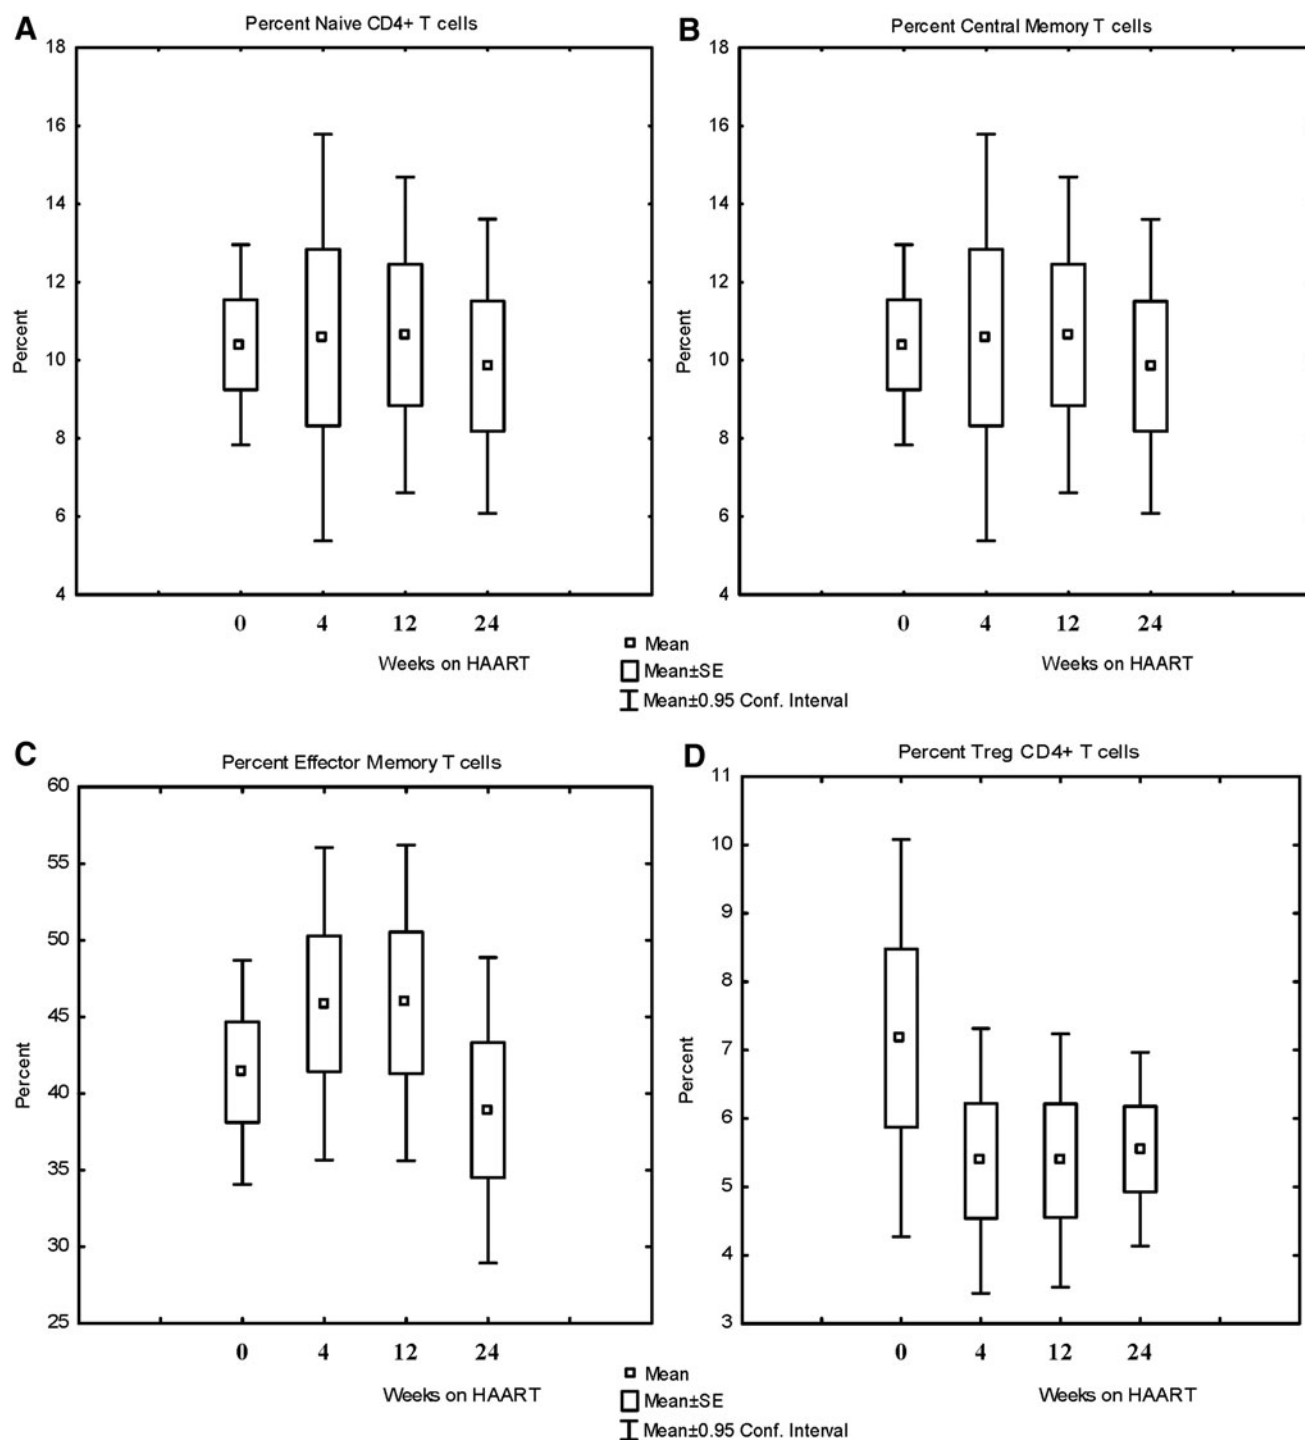 A
Percent Naive CD4+ T cells
18
16
14
12
10
8
6
4
Percent
0 4 12 24
Weeks on HAART
B
Percent Central Memory T cells
18
16
14
12
10
8
6
4
Percent
0 4 12 24
Weeks on HAART
Mean
Mean±SE
Mean±0.95 Conf. Interval
C
Percent Effector Memory T cells
60
55
50
45
40
35
30
25
Percent
0 4 12 24
Weeks on HAART
D
Percent Treg CD4+ T cells
11
10
9
8
7
6
5
4
3
Percent
0 4 12 24
Weeks on HAART
Mean
Mean±SE
Mean±0.95 Conf. Interval